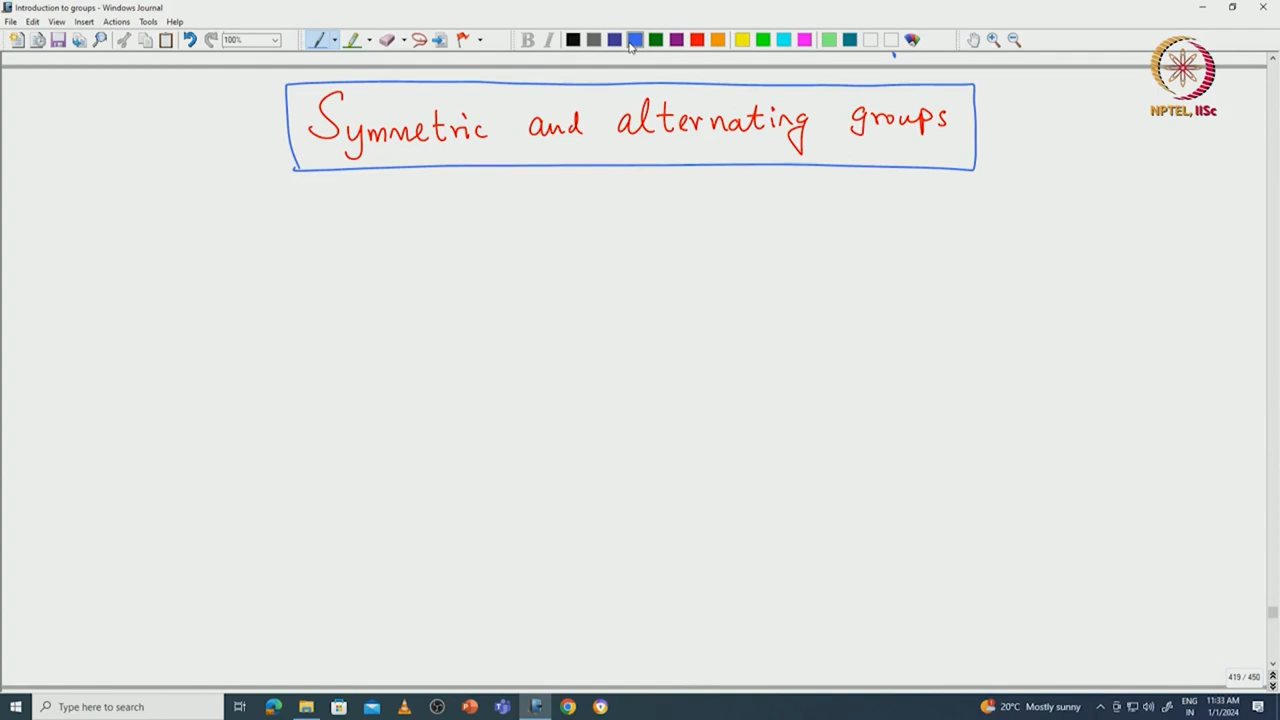 Introduction to groups - Windows Journal
File Edit View Insert Actions Tools Help
100%
B I
Symmetric and alternating groups
NPTEL, IISc
419 / 450
Type here to search
20°C Mostly sunny
ENG
IN
11:33 AM
1/1/2024